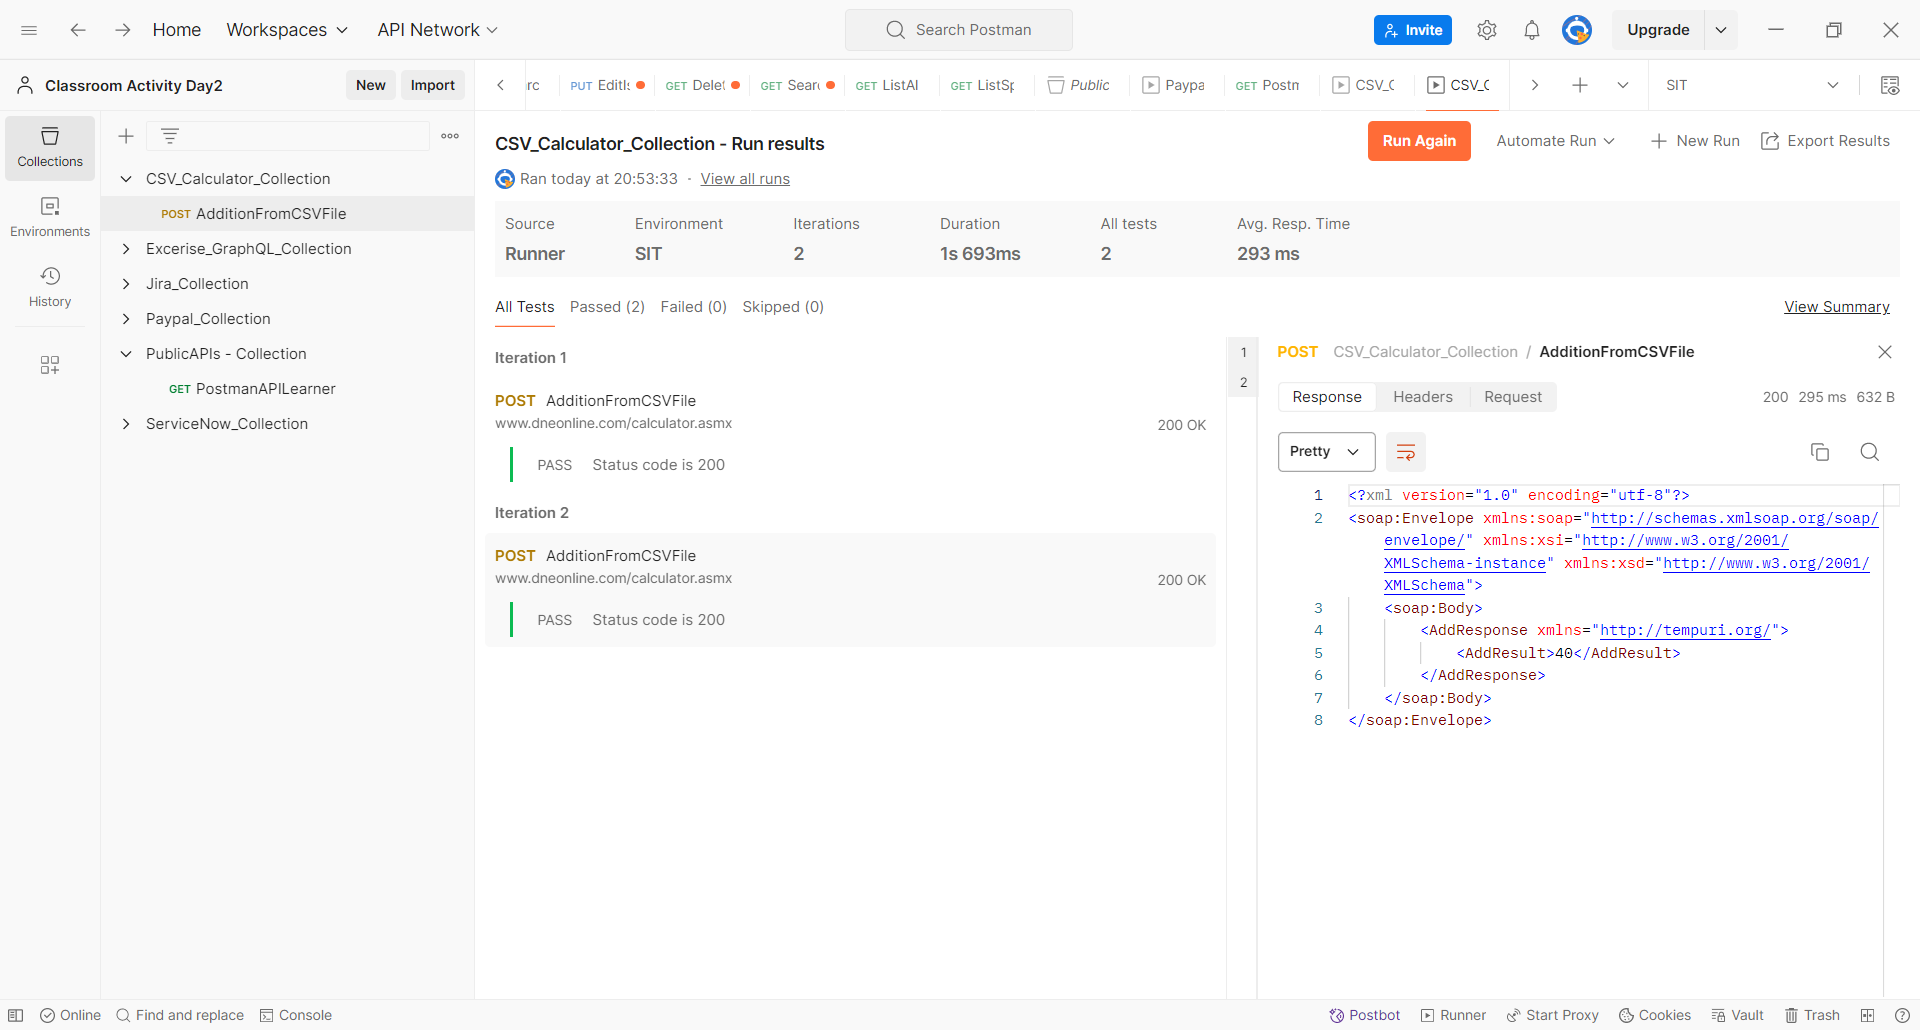 Home Workspaces API Network Search Postman Invite Upgrade
Classroom Activity Day2 New Import
rc PUT EditIs GET Delet GET Searc GET ListAl GET ListSp Public Paypa GET Postm CSV_C CSV_C SIT
Collections
Environments
History
CSV_Calculator_Collection
POST AdditionFromCSVFile
Excerise_GraphQL_Collection
Jira_Collection
Paypal_Collection
PublicAPIs - Collection
GET PostmanAPILearner
ServiceNow_Collection
CSV_Calculator_Collection - Run results
Run Again Automate Run New Run Export Results
Ran today at 20:53:33 · View all runs
Source Environment Iterations Duration All tests Avg. Resp. Time
Runner SIT 2 1s 693ms 2 293 ms
All Tests Passed (2) Failed (0) Skipped (0) View Summary
Iteration 1
POST AdditionFromCSVFile
www.dneonline.com/calculator.asmx
200 OK
PASS Status code is 200
Iteration 2
POST AdditionFromCSVFile
www.dneonline.com/calculator.asmx
200 OK
PASS Status code is 200
1
2
POST CSV_Calculator_Collection / AdditionFromCSVFile
Response Headers Request 200 295 ms 632 B
Pretty
1 <?xml version="1.0" encoding="utf-8"?>
2 <soap:Envelope xmlns:soap="http://schemas.xmlsoap.org/soap/
envelope/" xmlns:xsi="http://www.w3.org/2001/
XMLSchema-instance" xmlns:xsd="http://www.w3.org/2001/
XMLSchema">
3 <soap:Body>
4 <AddResponse xmlns="http://tempuri.org/">
5 <AddResult>40</AddResult>
6 </AddResponse>
7 </soap:Body>
8 </soap:Envelope>
Online Find and replace Console Postbot Runner Start Proxy Cookies Vault Trash